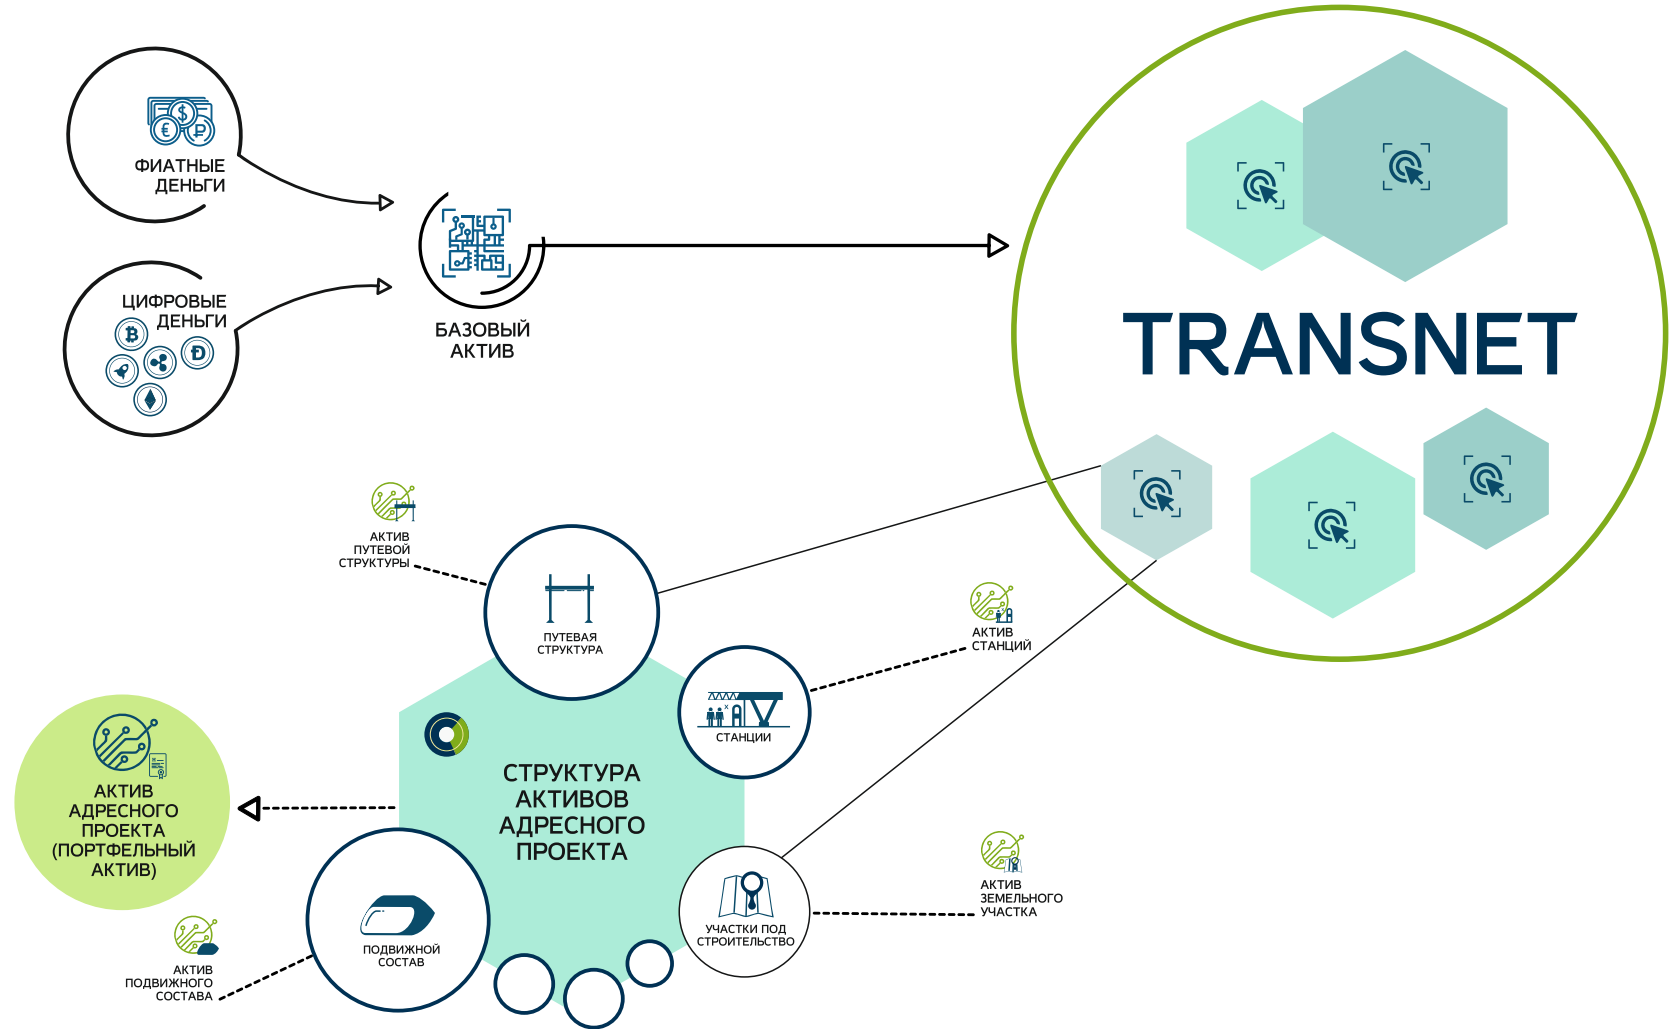 ФИАТНЫЕ
ДЕНЬГИ
ЦИФРОВЫЕ
ДЕНЬГИ
БАЗОВЫЙ
АКТИВ
TRANSNET
АКТИВ
ПУТЕВОЙ
СТРУКТУРЫ
ПУТЕВАЯ
СТРУКТУРА
АКТИВ
СТАНЦИЙ
СТАНЦИИ
СТРУКТУРА
АКТИВОВ
АДРЕСНОГО
ПРОЕКТА
АКТИВ
АДРЕСНОГО
ПРОЕКТА
(ПОРТФЕЛЬНЫЙ
АКТИВ)
АКТИВ
ЗЕМЕЛЬНОГО
УЧАСТКА
УЧАСТКИ ПОД
СТРОИТЕЛЬСТВО
ПОДВИЖНОЙ
СОСТАВ
АКТИВ
ПОДВИЖНОГО
СОСТАВА